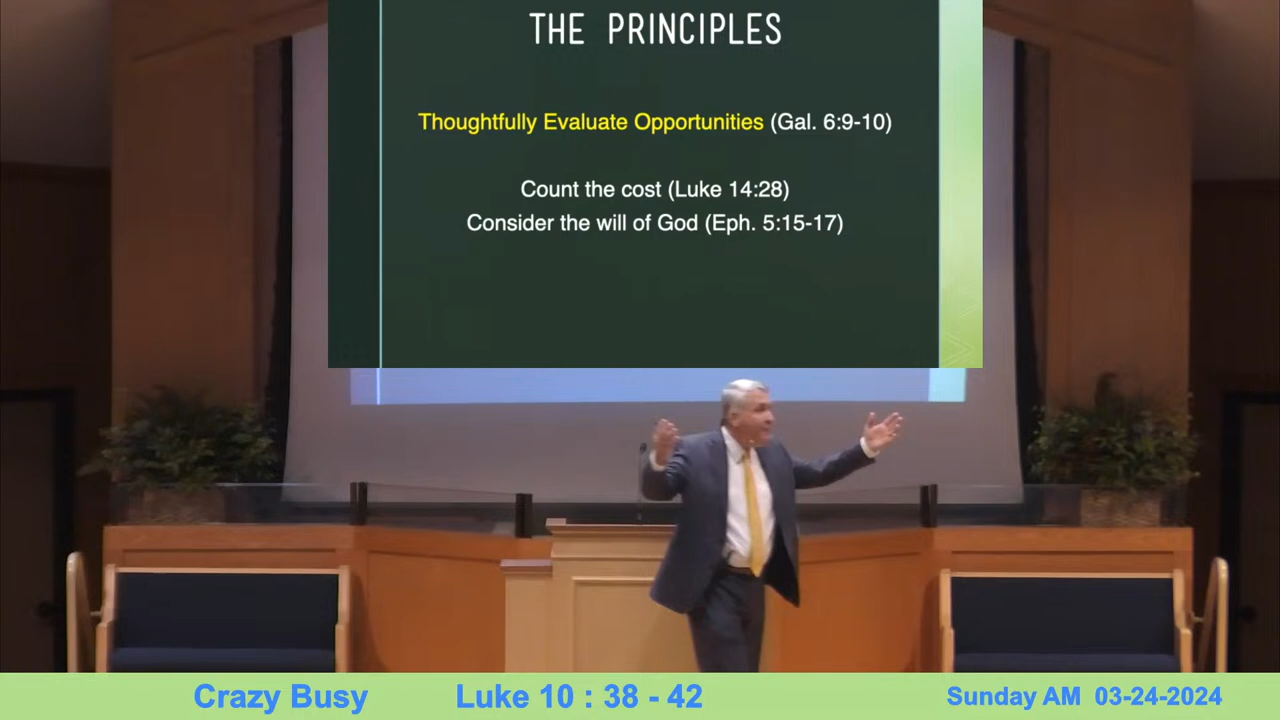 THE PRINCIPLES
Thoughtfully Evaluate Opportunities (Gal. 6:9-10)
Count the cost (Luke 14:28)
Consider the will of God (Eph. 5:15-17)
Crazy Busy Luke 10 : 38 - 42 Sunday AM 03-24-2024